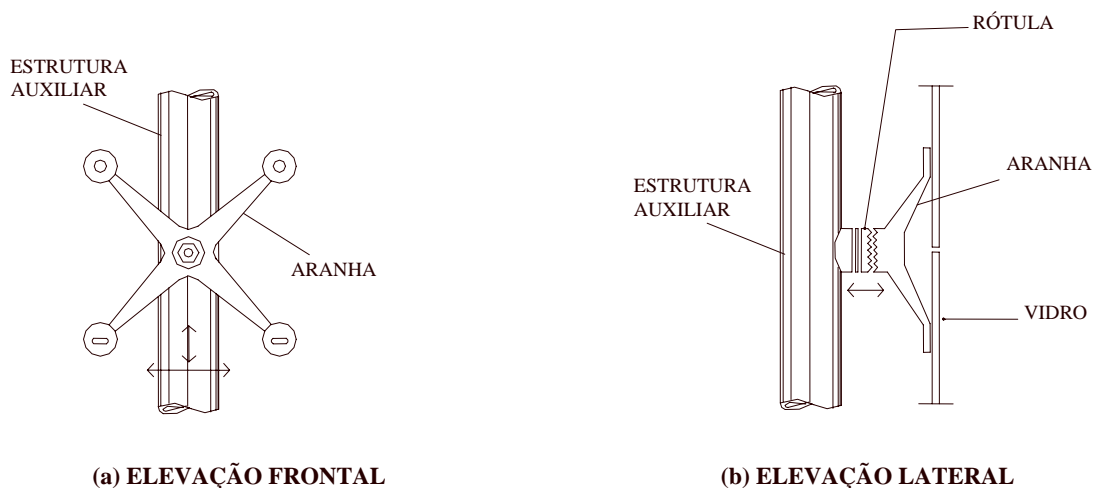 ESTRUTURA
AUXILIAR
ARANHA
(a) ELEVAÇÃO FRONTAL
RÓTULA
ARANHA
ESTRUTURA
AUXILIAR
VIDRO
(b) ELEVAÇÃO LATERAL